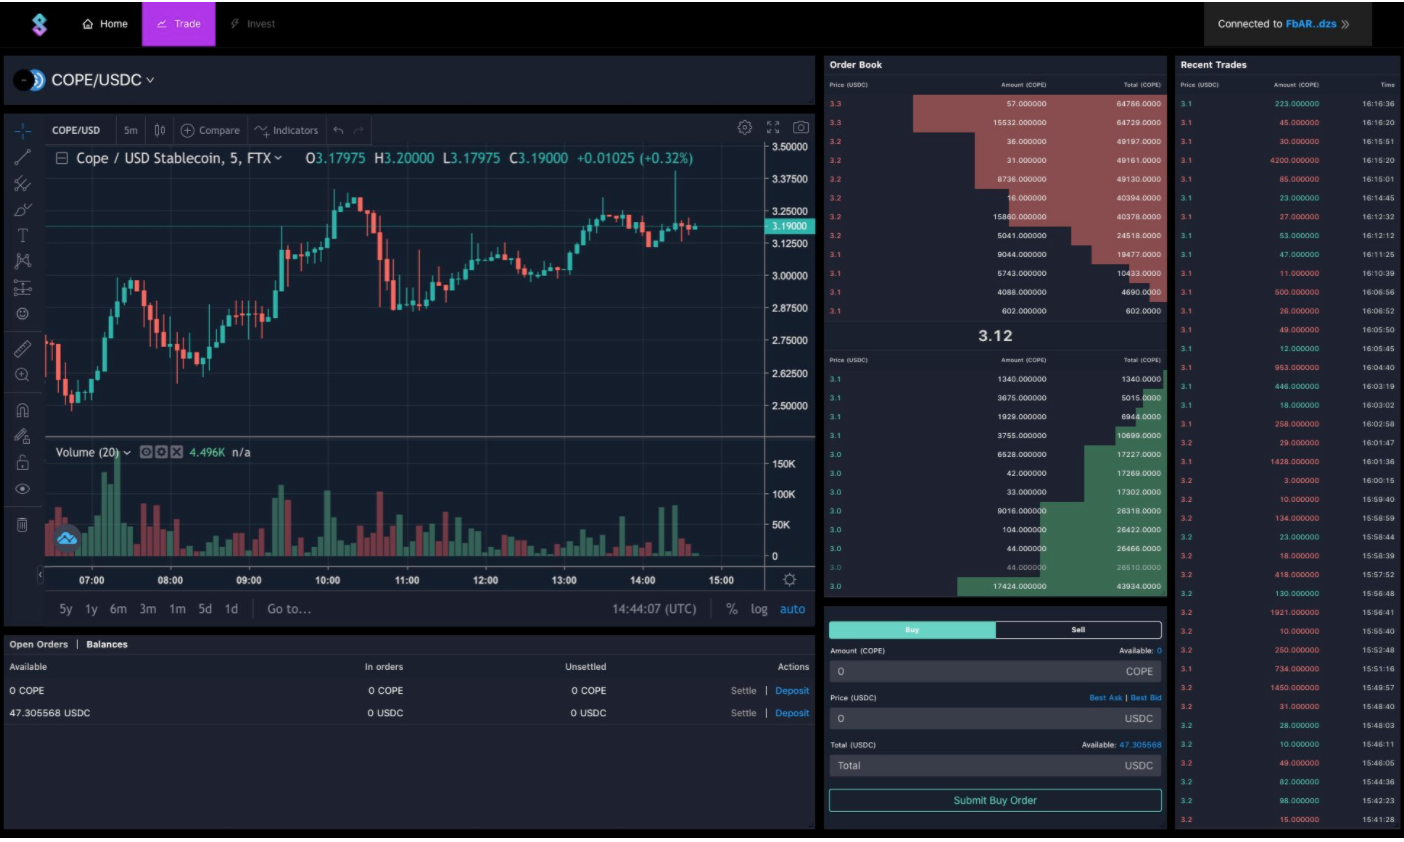 Home Trade Invest Connected to FbAR..dzs
COPE/USDC
COPE/USD 5m Compare Indicators
Cope / USD Stablecoin, 5, FTX O3.17975 H3.20000 L3.17975 C3.19000 +0.01025 (+0.32%)
3.50000
3.37500
3.25000
3.19000
3.12500
3.00000
2.87500
2.75000
2.62500
2.50000
Volume (20) 4.496K n/a
150K
100K
50K
0
07:00 08:00 09:00 10:00 11:00 12:00 13:00 14:00 15:00
5y 1y 6m 3m 1m 5d 1d Go to... 14:44:07 (UTC) % log auto
Open Orders | Balances
Available In orders Unsettled Actions
0 COPE 0 COPE 0 COPE Settle | Deposit
47.305568 USDC 0 USDC 0 USDC Settle | Deposit
Order Book
Price (USDC) Amount (COPE) Total (COPE)
3.3 57.000000 64786.0000
3.3 15532.000000 64729.0000
3.2 36.000000 49197.0000
3.2 31.000000 49161.0000
3.2 8736.000000 49130.0000
3.2 16.000000 40394.0000
3.2 15860.000000 40378.0000
3.2 5041.000000 24518.0000
3.1 9044.000000 19477.0000
3.1 5743.000000 10433.0000
3.1 4088.000000 4690.0000
3.1 602.000000 602.0000
3.12
Price (USDC) Amount (COPE) Total (COPE)
3.1 1340.000000 1340.0000
3.1 3675.000000 5015.0000
3.1 1929.000000 6944.0000
3.1 3755.000000 10699.0000
3.0 6528.000000 17227.0000
3.0 42.000000 17269.0000
3.0 33.000000 17302.0000
3.0 9016.000000 26318.0000
3.0 104.000000 26422.0000
3.0 44.000000 26466.0000
3.0 44.000000 26510.0000
3.0 17424.000000 43934.0000
Buy Sell
Amount (COPE) Available: 0
0 COPE
Price (USDC) Best Ask | Best Bid
0 USDC
Total (USDC) Available: 47.305568
Total USDC
Submit Buy Order
Recent Trades
Price (USDC) Amount (COPE) Time
3.1 223.000000 16:16:36
3.1 45.000000 16:16:20
3.1 30.000000 16:15:51
3.1 4200.000000 16:15:20
3.1 85.000000 16:15:01
3.1 23.000000 16:14:45
3.1 27.000000 16:12:32
3.1 53.000000 16:12:12
3.1 47.000000 16:11:25
3.1 11.000000 16:10:39
3.1 500.000000 16:06:56
3.1 26.000000 16:06:52
3.1 49.000000 16:05:50
3.1 12.000000 16:05:45
3.1 953.000000 16:04:40
3.1 446.000000 16:03:19
3.1 18.000000 16:03:02
3.1 258.000000 16:02:58
3.2 29.000000 16:01:47
3.1 1428.000000 16:01:36
3.2 3.000000 16:00:15
3.2 10.000000 15:59:40
3.2 134.000000 15:58:59
3.2 23.000000 15:58:44
3.2 18.000000 15:58:39
3.2 418.000000 15:57:52
3.2 130.000000 15:56:48
3.2 1921.000000 15:56:41
3.2 10.000000 15:55:40
3.2 250.000000 15:52:48
3.1 734.000000 15:51:16
3.2 1450.000000 15:49:57
3.2 31.000000 15:48:40
3.2 28.000000 15:48:03
3.2 10.000000 15:46:11
3.2 49.000000 15:46:05
3.2 82.000000 15:44:36
3.2 98.000000 15:42:23
3.2 15.000000 15:41:28